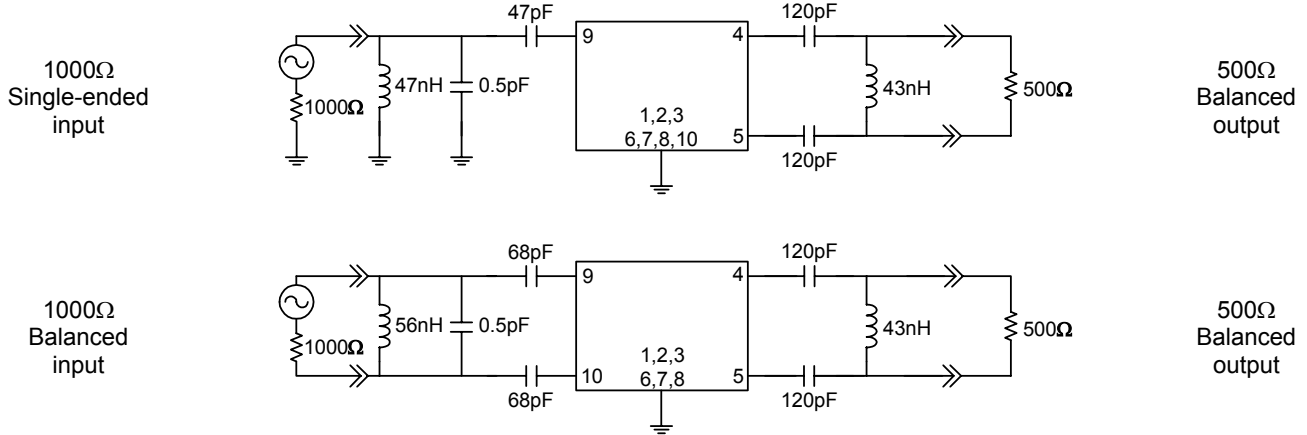 1000Ω
Single-ended
input
1000Ω
47nH
0.5pF
47pF
9
1,2,3
6,7,8,10
4
5
120pF
120pF
43nH
500Ω
500Ω
Balanced
output
1000Ω
Balanced
input
1000Ω
56nH
0.5pF
68pF
68pF
9
10
1,2,3
6,7,8
4
5
120pF
120pF
43nH
500Ω
500Ω
Balanced
output